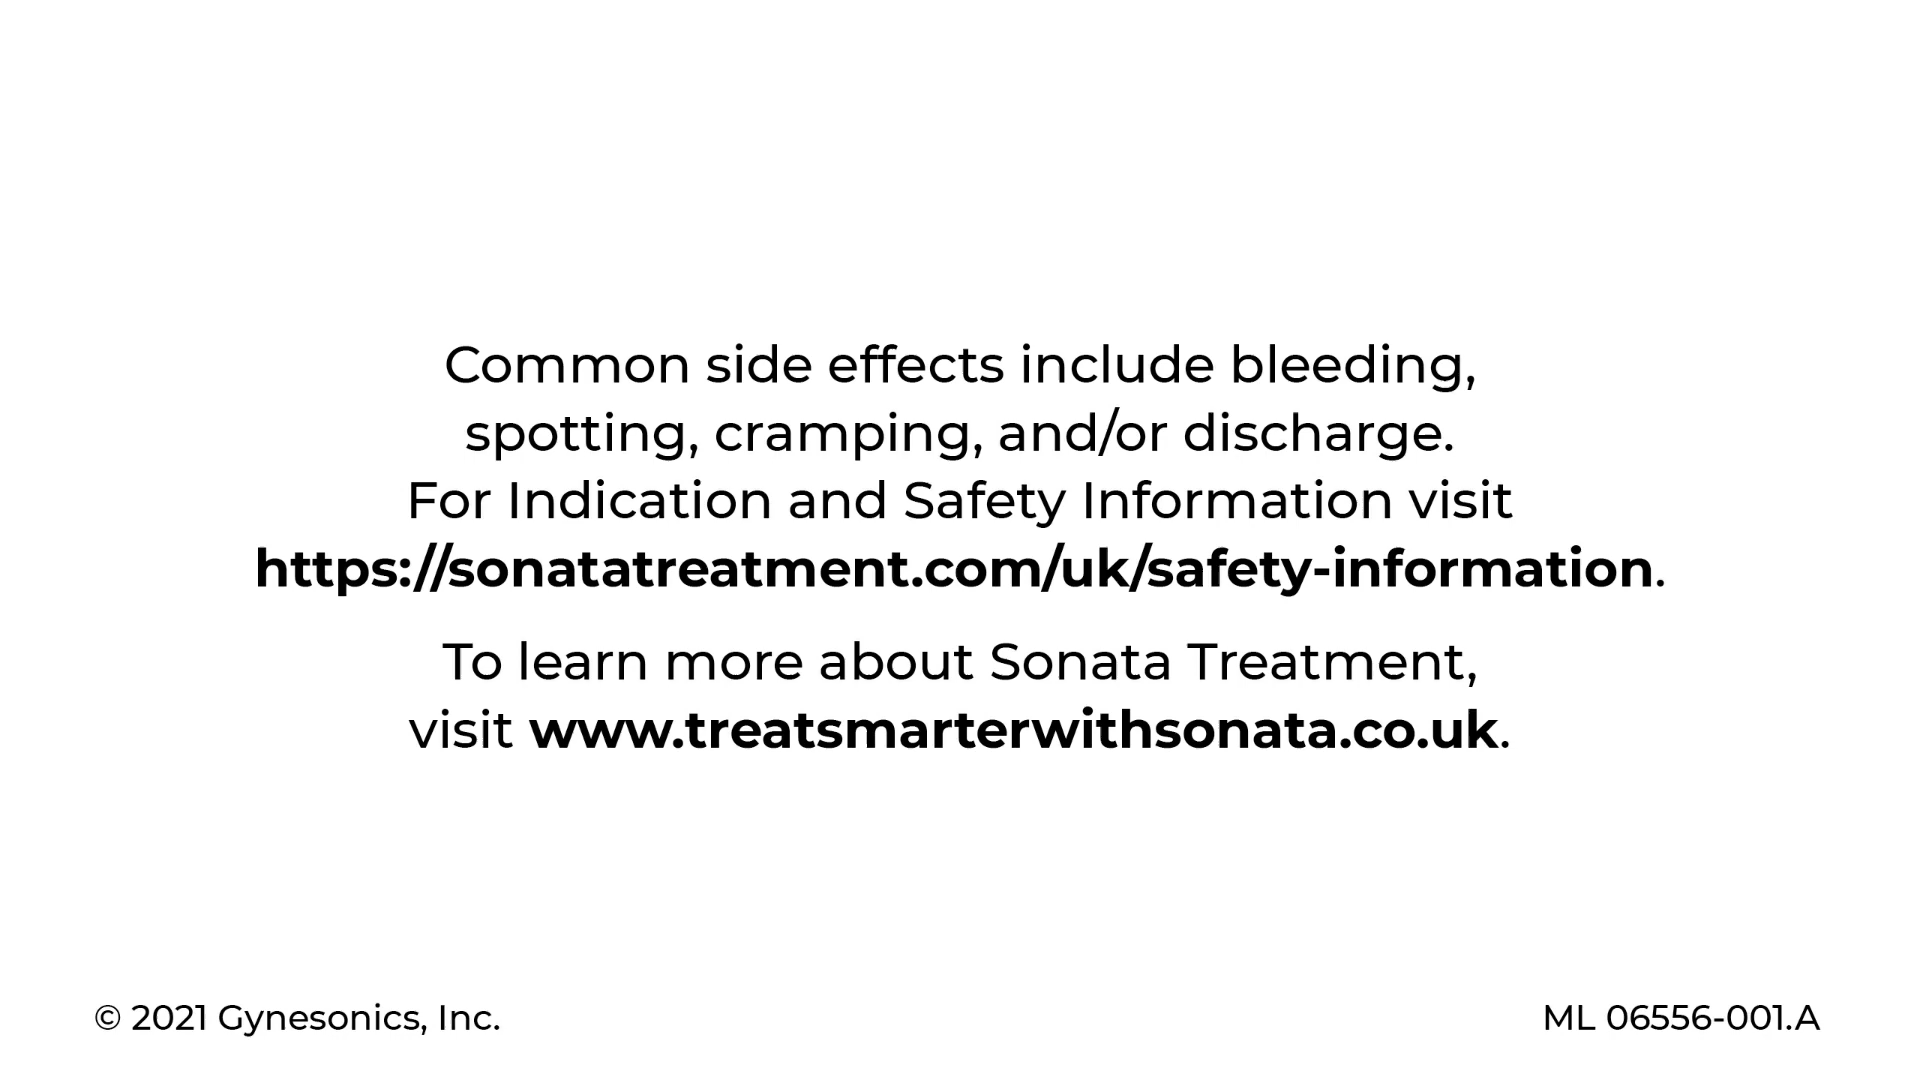 Common side effects include bleeding,
spotting, cramping, and/or discharge.
For Indication and Safety Information visit
https://sonatatreatment.com/uk/safety-information.
To learn more about Sonata Treatment,
visit www.treatsmarterwithsonata.co.uk.
© 2021 Gynesonics, Inc.
ML 06556-001.A